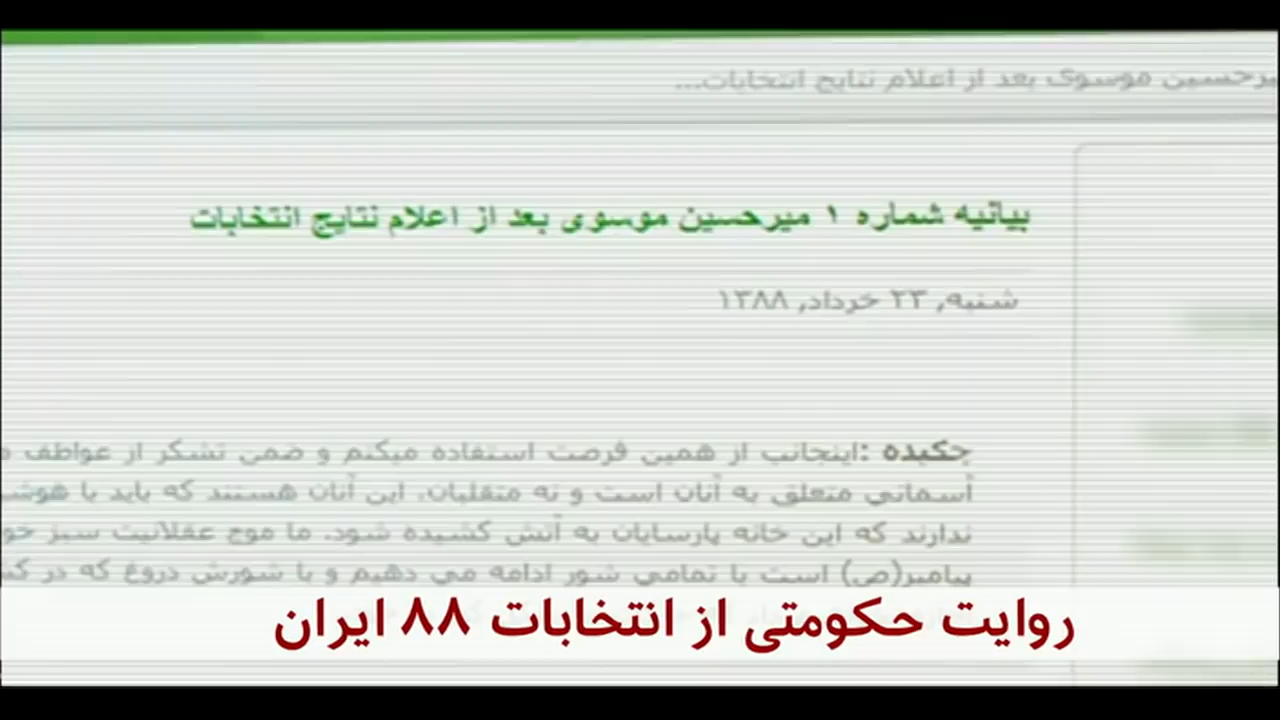 میرحسین موسوی بعد از اعلام نتایج انتخابات...
بیانیه شماره ۱ میرحسین موسوی بعد از اعلام نتایج انتخابات
شنبه, ۲۳ خرداد, ۱۳۸۸
چکیده :اینجانب از همین فرصت استفاده میکنم و ضمن تشکر از عواطف
آسمانی متعلق به آنان است و نه متقلبان. این آنان هستند که باید با
ندارند که این خانه پارسایان به آتش کشیده شود. ما موج عقلانیت سبز
پیامبر(ص) است با تمامی شور ادامه می دهیم و با شورش دروغ که در
روایت حکومتی از انتخابات ۸۸ ایران